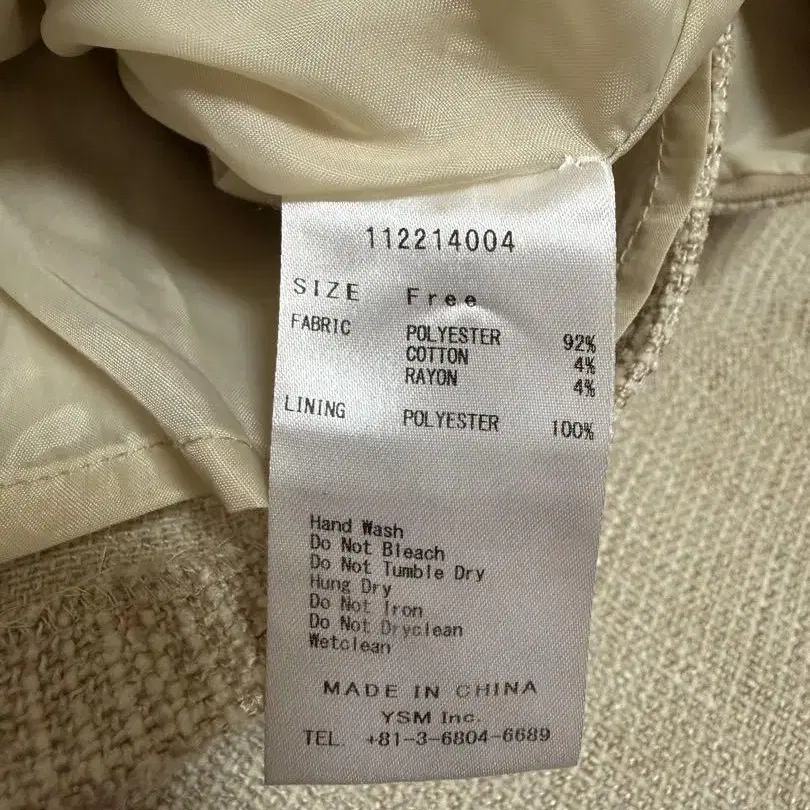 112214004
SIZE Free
FABRIC POLYESTER 92%
COTTON 4%
RAYON 4%
LINING POLYESTER 100%
Hand Wash
Do Not Bleach
Do Not Tumble Dry
Hung Dry
Do Not Iron
Do Not Dryclean
Wetclean
MADE IN CHINA
YSM Inc.
TEL. +81-3-6804-6689